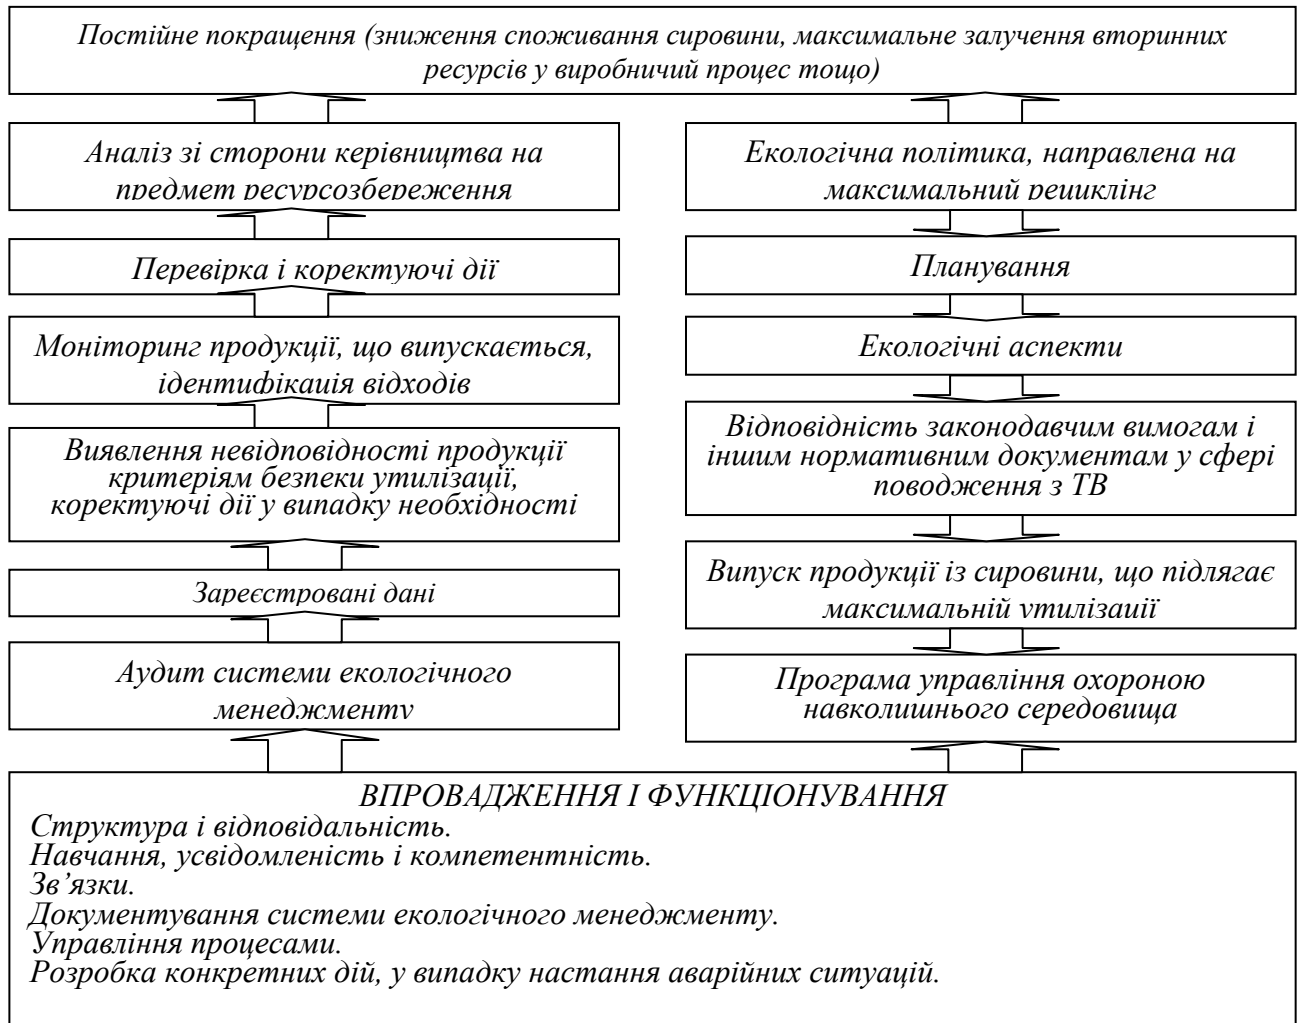 Постійне покращення (зниження споживання сировини, максимальне залучення вторинних
ресурсів у виробничий процес тощо)
Аналіз зі сторони керівництва на
предмет ресурсозбереження
Перевірка і коректуючі дії
Моніторинг продукції, що випускається,
ідентифікація відходів
Виявлення невідповідності продукції
критеріям безпеки утилізації,
коректуючі дії у випадку необхідності
Зареєстровані дані
Аудит системи екологічного
менеджменту
Екологічна політика, направлена на
максимальний рециклінг
Планування
Екологічні аспекти
Відповідність законодавчим вимогам і
іншим нормативним документам у сфері
поводження з ТВ
Випуск продукції із сировини, що підлягає
максимальній утилізації
Програма управління охороною
навколишнього середовища
ВПРОВАДЖЕННЯ І ФУНКЦІОНУВАННЯ
Структура і відповідальність.
Навчання, усвідомленість і компетентність.
Зв’язки.
Документування системи екологічного менеджменту.
Управління процесами.
Розробка конкретних дій, у випадку настання аварійних ситуацій.